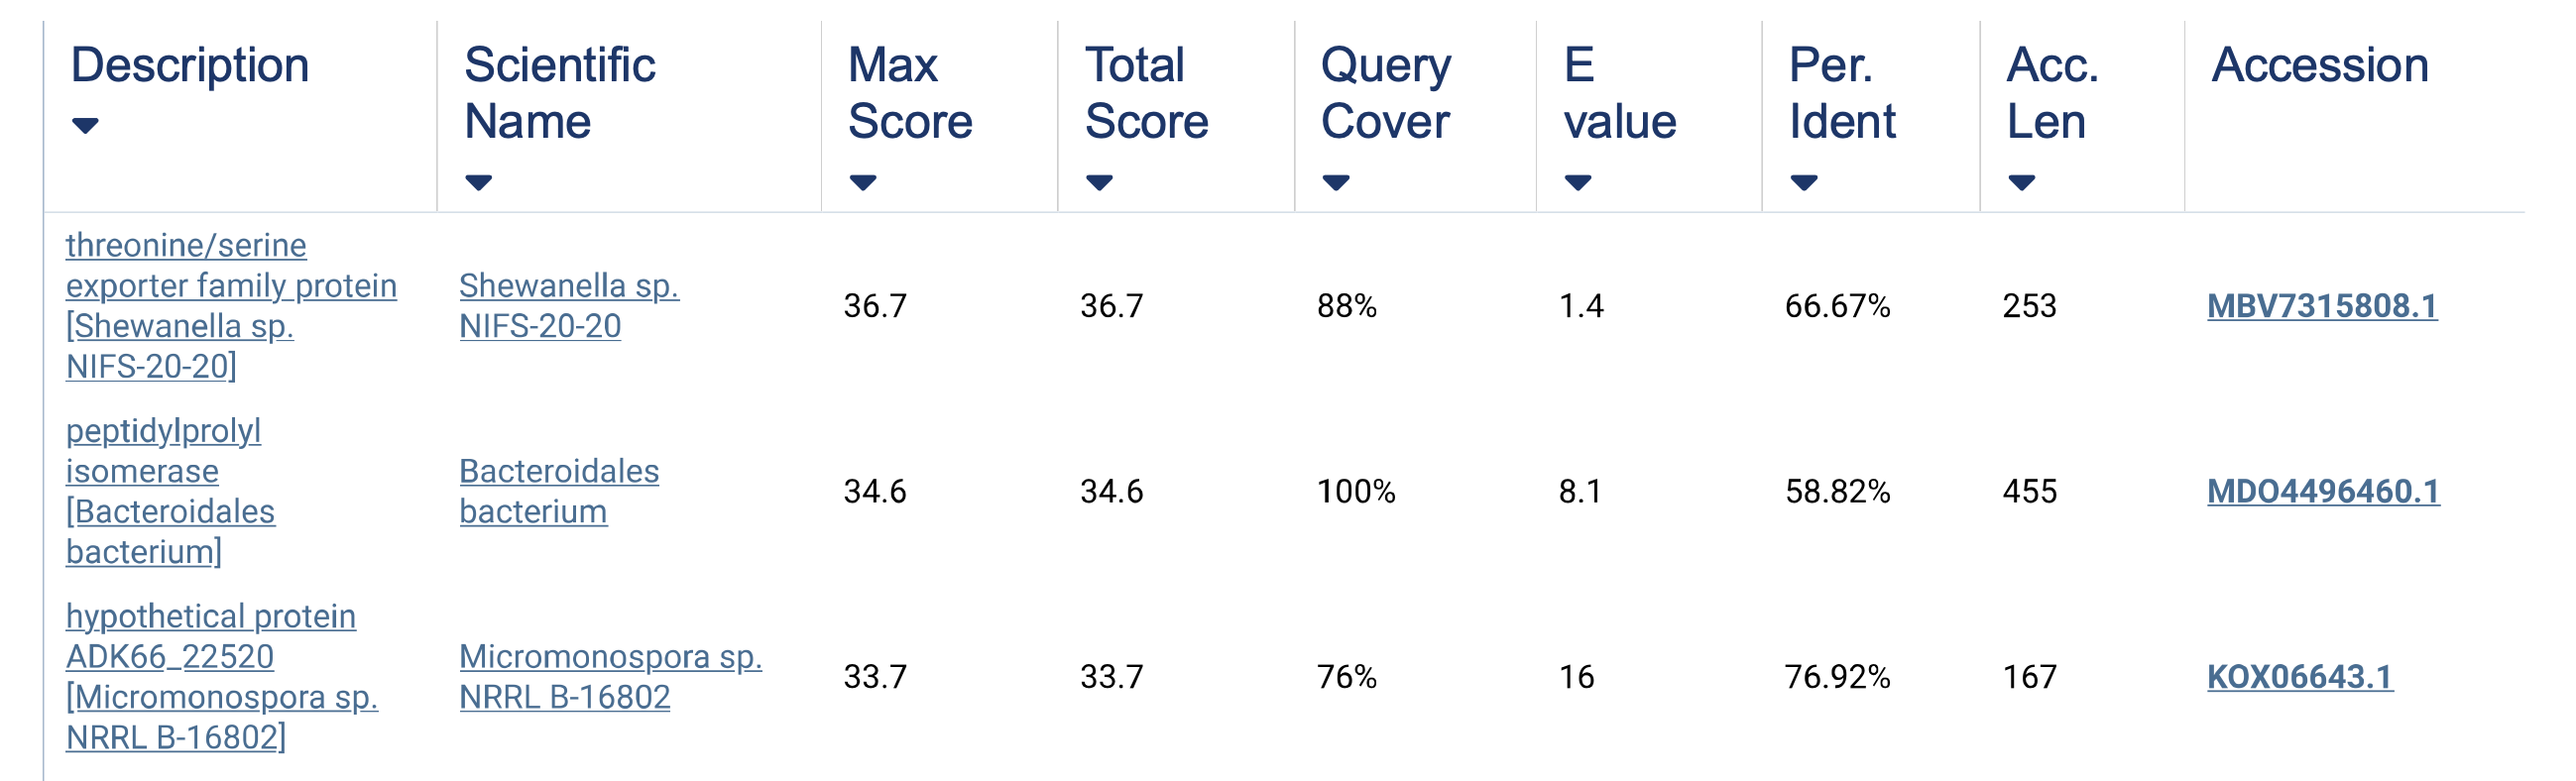 Description
Scientific
Name
Max
Score
Total
Score
Query
Cover
E
value
Per.
Ident
Acc.
Len
Accession
threonine/serine
exporter family protein
[Shewanella sp.
NIFS-20-20]
Shewanella sp.
NIFS-20-20
36.7
36.7
88%
1.4
66.67%
253
MBV7315808.1
peptidylprolyl
isomerase
[Bacteroidales
bacterium]
Bacteroidales
bacterium
34.6
34.6
100%
8.1
58.82%
455
MDO4496460.1
hypothetical protein
ADK66_22520
[Micromonospora sp.
NRRL B-16802]
Micromonospora sp.
NRRL B-16802
33.7
33.7
76%
16
76.92%
167
KOX06643.1